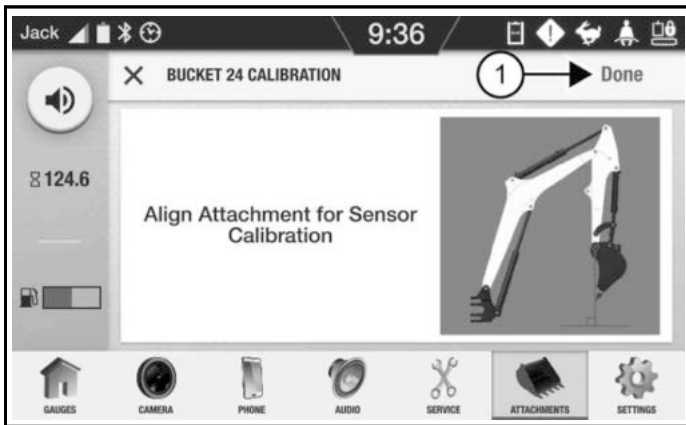 Jack 9:36
BUCKET 24 CALIBRATION 1 Done
124.6
Align Attachment for Sensor
Calibration
GAUGES CAMERA PHONE AUDIO SERVICE ATTACHMENTS SETTINGS